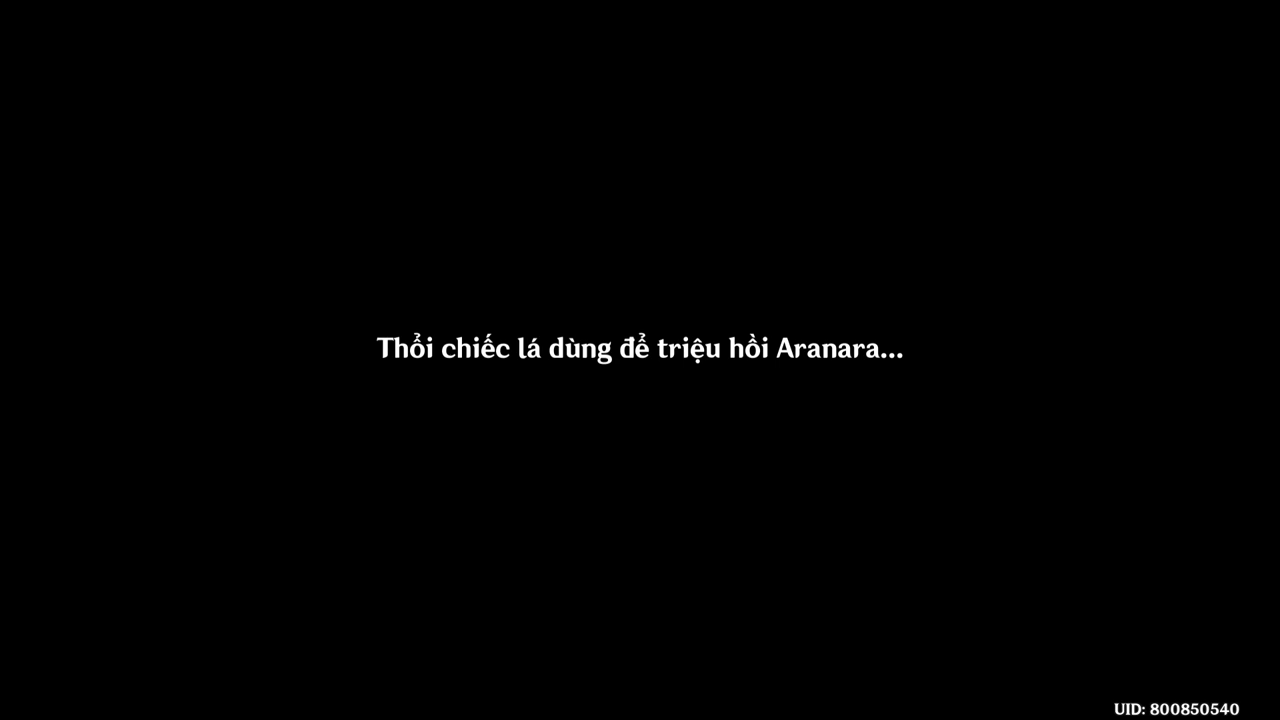 Thổi chiếc lá dùng để triệu hồi Aranara...
UID: 800850540